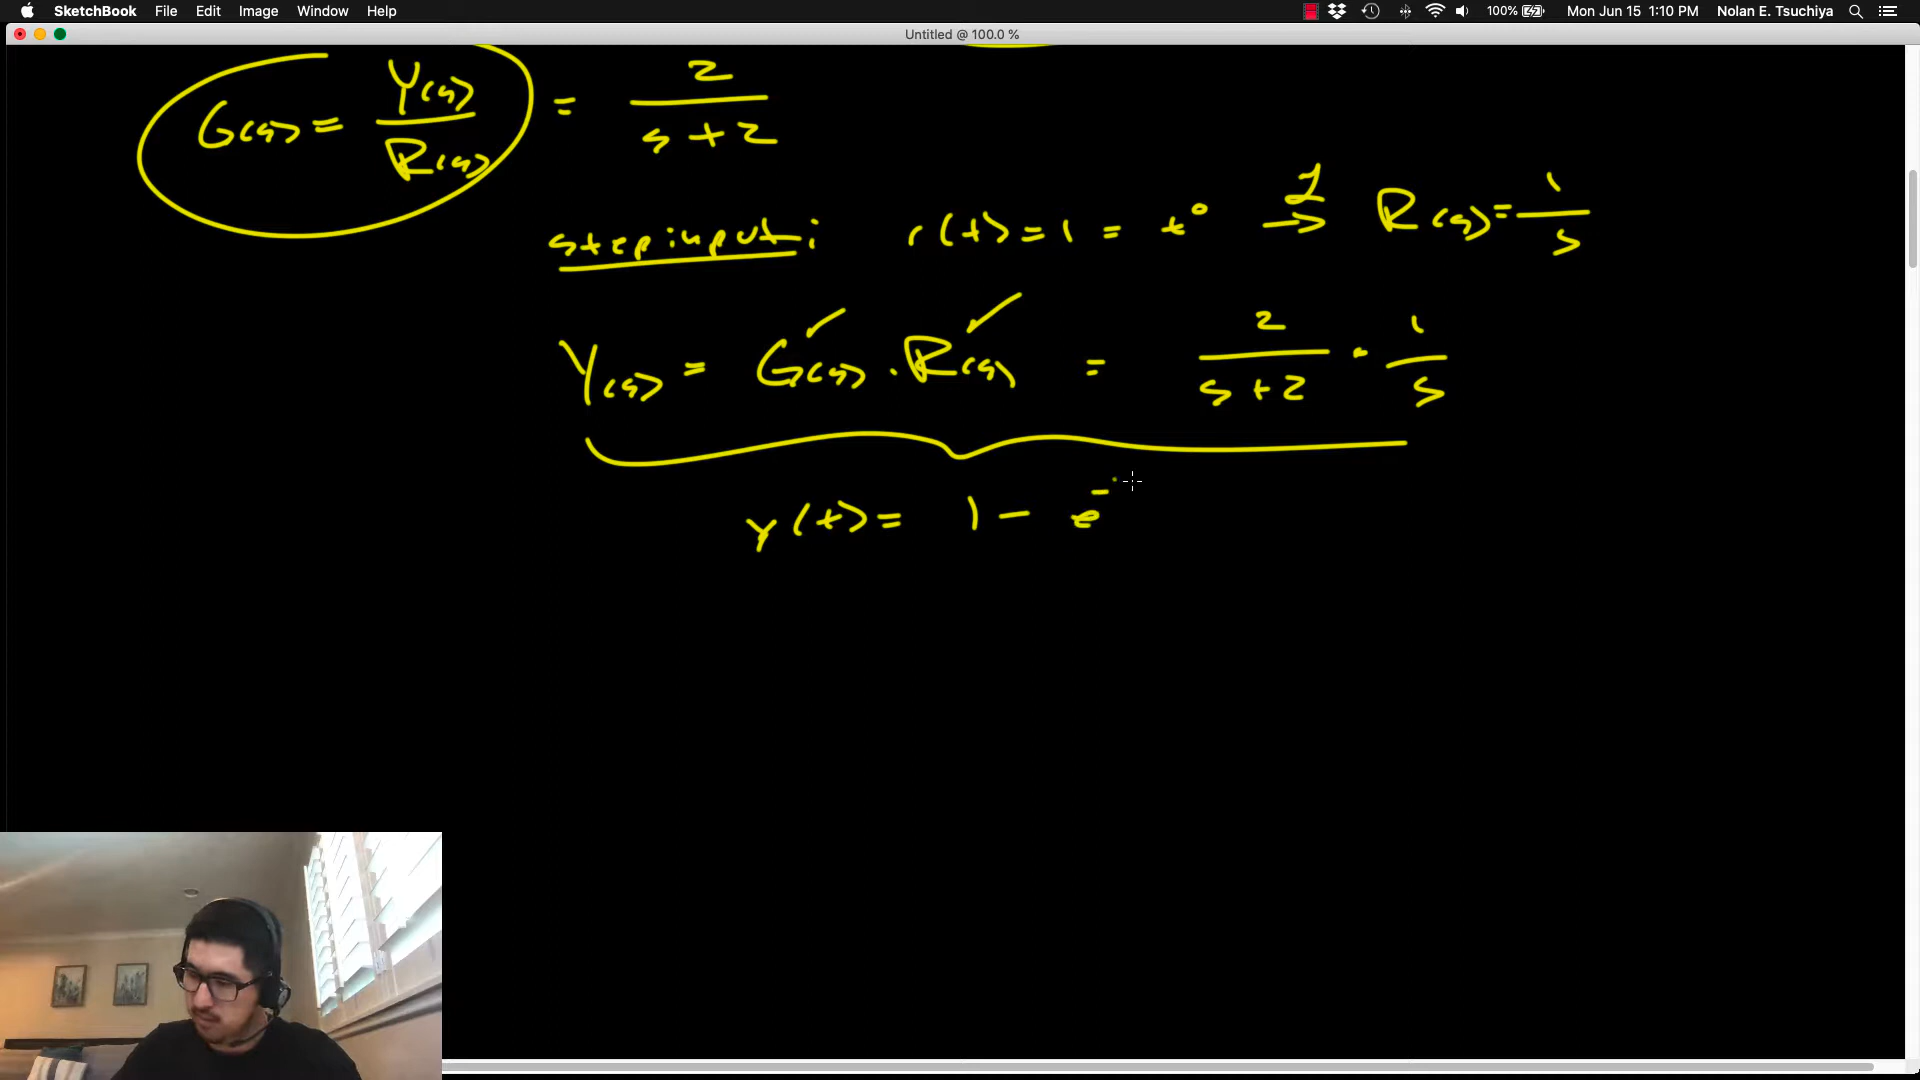 SketchBook File Edit Image Window Help 100% Mon Jun 15 1:10 PM Nolan E. Tsuchiya
Untitled @ 100.0 %
G(s) = Y(s)/R(s) = 2/(s+2)
step input: r(t) = 1 = t⁰ ℒ→ R(s) = 1/s
Y(s) = G(s) · R(s) = 2/(s+2) · 1/s
y(t) = 1 - e⁻